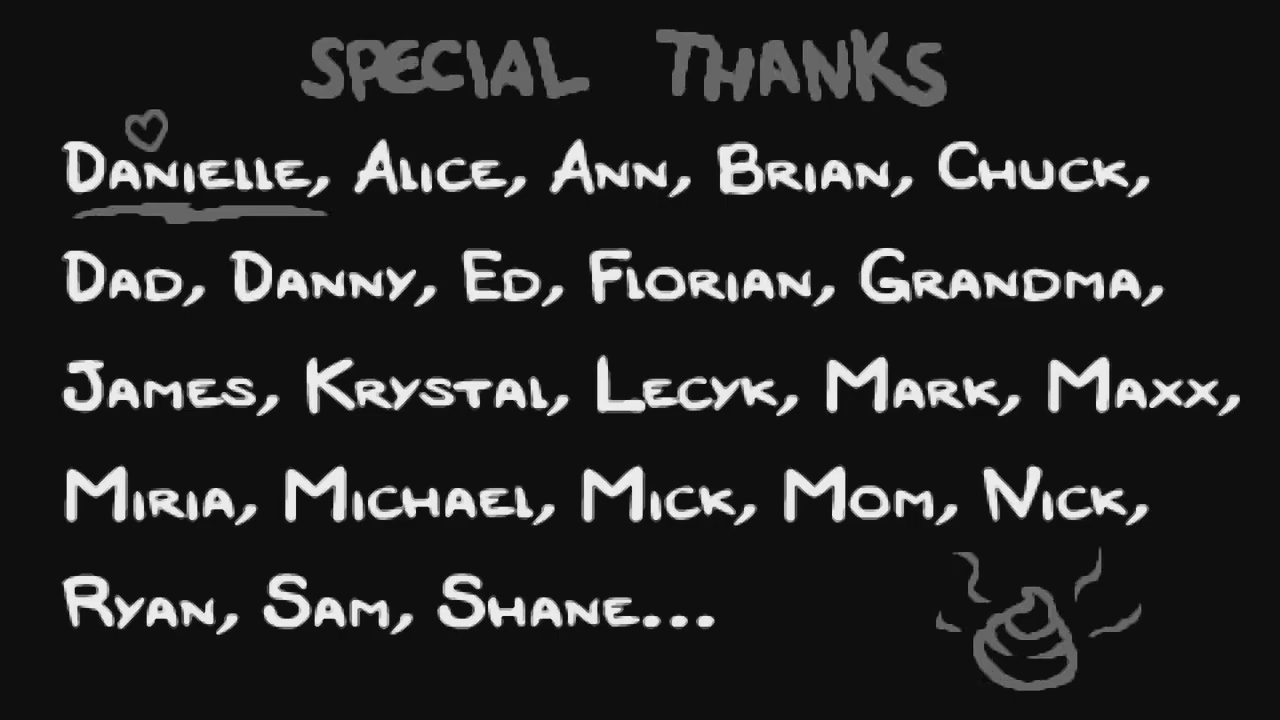 SPECIAL THANKS
DANIELLE, ALICE, ANN, BRIAN, CHUCK,
DAD, DANNY, ED, FLORIAN, GRANDMA,
JAMES, KRYSTAL, LECYK, MARK, MAXX,
MIRIA, MICHAEL, MICK, MOM, NICK,
RYAN, SAM, SHANE...